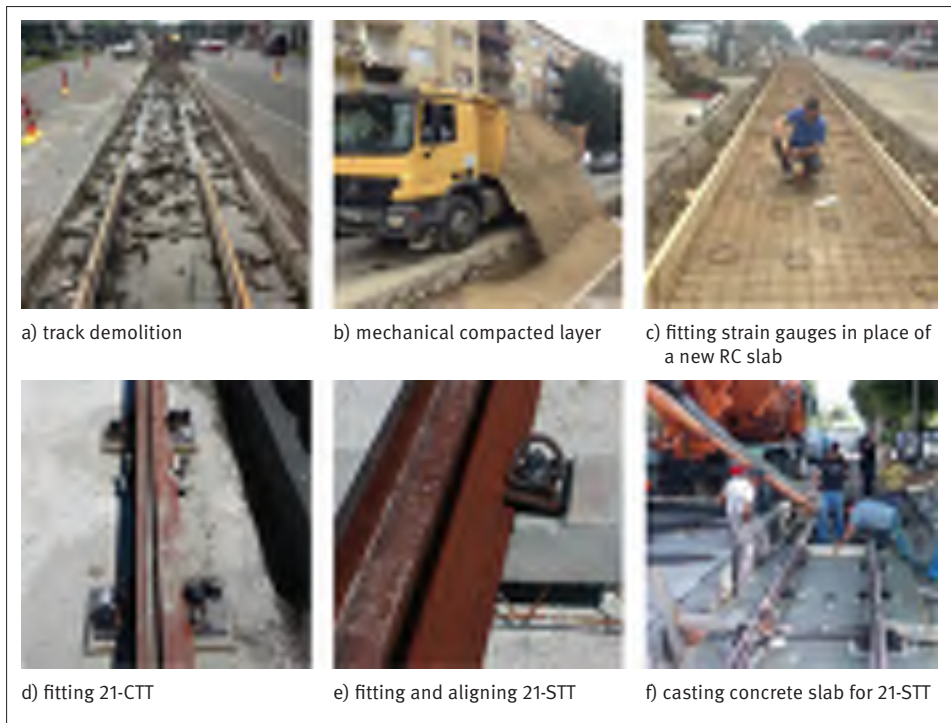 a) track demolition
b) mechanical compacted layer
c) fitting strain gauges in place of
a new RC slab
d) fitting 21-CTT
e) fitting and aligning 21-STT
f) casting concrete slab for 21-STT